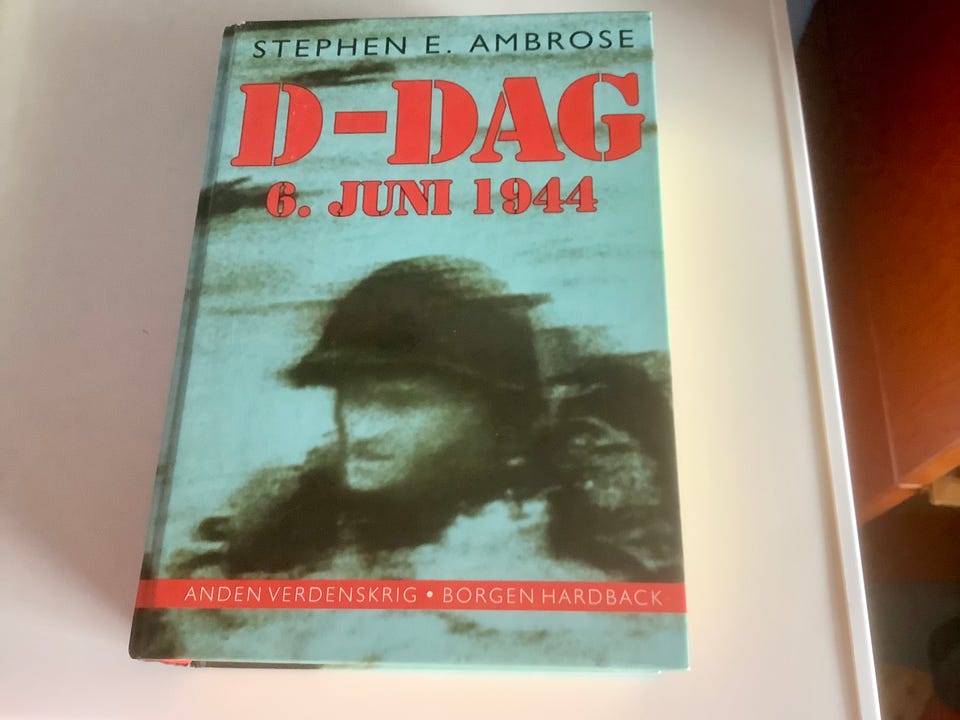 STEPHEN E. AMBROSE
D-DAG
6. JUNI 1944
ANDEN VERDENSKRIG • BORGEN HARDBACK